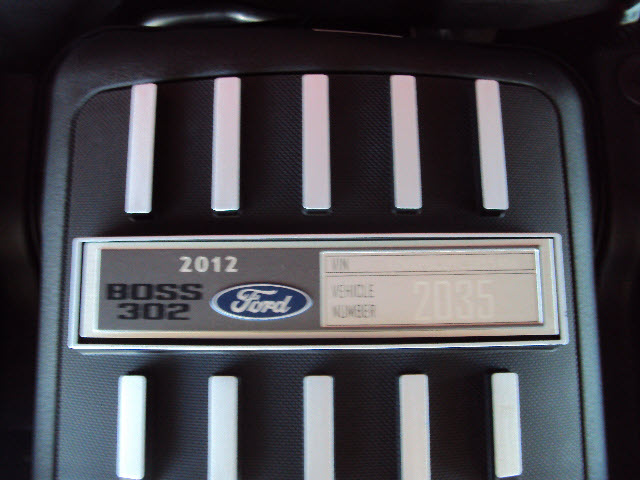 2012
BOSS
302
Ford
VIN
VEHICLE
NUMBER
2035